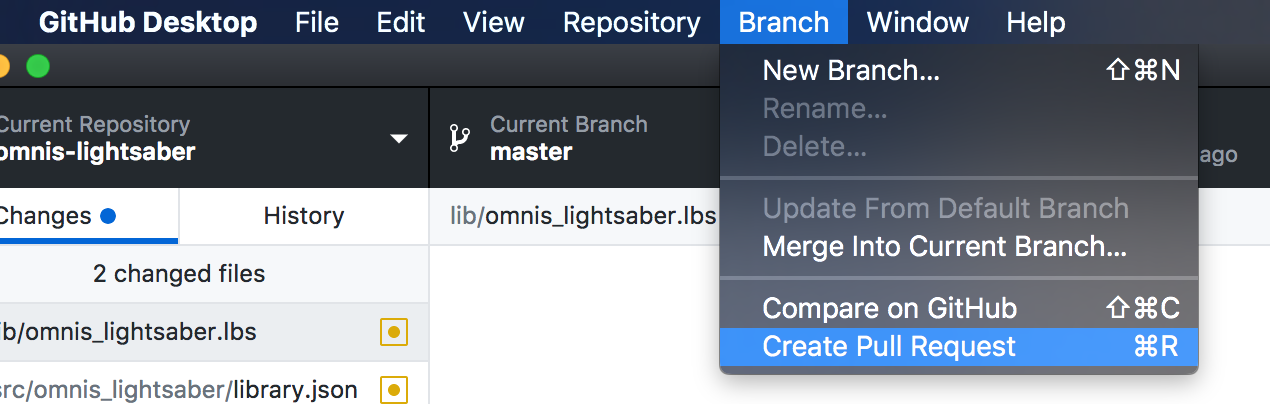 GitHub Desktop File Edit View Repository Branch Window Help
New Branch... ⇧⌘N
Rename...
Delete...
Update From Default Branch
Merge Into Current Branch...
Compare on GitHub ⇧⌘C
Create Pull Request ⌘R
Current Repository
omnis-lightsaber
Current Branch
master
ago
Changes
History
lib/omnis_lightsaber.lbs
2 changed files
ib/omnis_lightsaber.lbs
src/omnis_lightsaber/library.json